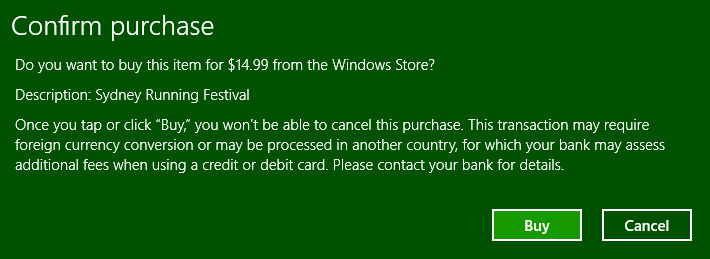 Confirm purchase
Do you want to buy this item for $14.99 from the Windows Store?
Description: Sydney Running Festival
Once you tap or click “Buy,” you won’t be able to cancel this purchase. This transaction may require
foreign currency conversion or may be processed in another country, for which your bank may assess
additional fees when using a credit or debit card. Please contact your bank for details.
Buy
Cancel